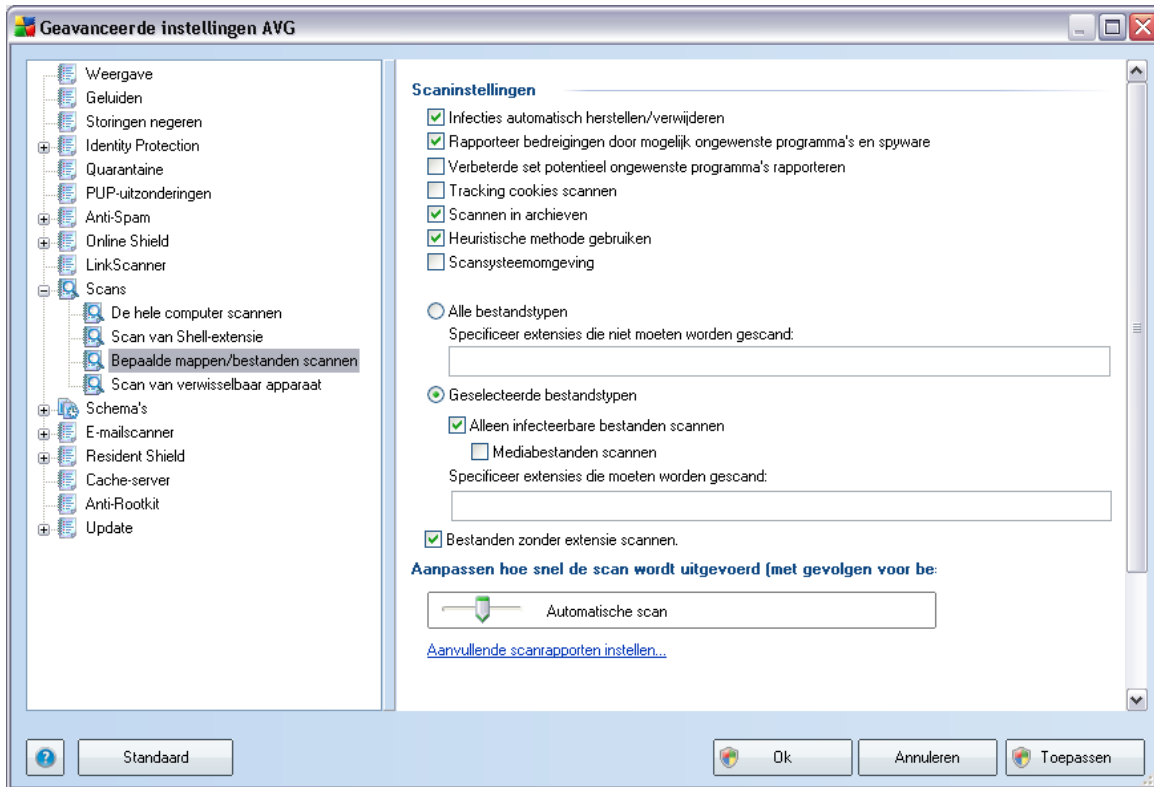 Geavanceerde instellingen AVG
Weergave
Geluiden
Storingen negeren
Identity Protection
Quarantaine
PUP-uitzonderingen
Anti-Spam
Online Shield
LinkScanner
Scans
De hele computer scannen
Scan van Shell-extensie
Bepaalde mappen/bestanden scannen
Scan van verwisselbaar apparaat
Schema's
E-mailscanner
Resident Shield
Cache-server
Anti-Rootkit
Update
Scaninstellingen
Infecties automatisch herstellen/verwijderen
Rapporteer bedreigingen door mogelijk ongewenste programma's en spyware
Verbeterde set potentieel ongewenste programma's rapporteren
Tracking cookies scannen
Scannen in archieven
Heuristische methode gebruiken
Scansysteemomgeving
Alle bestandstypen
Specificeer extensies die niet moeten worden gescand:
Geselecteerde bestandstypen
Alleen infecteerbare bestanden scannen
Mediabestanden scannen
Specificeer extensies die moeten worden gescand:
Bestanden zonder extensie scannen.
Aanpassen hoe snel de scan wordt uitgevoerd (met gevolgen voor be:
Automatische scan
Aanvullende scanrapporten instellen...
?
Standaard
Ok
Annuleren
Toepassen